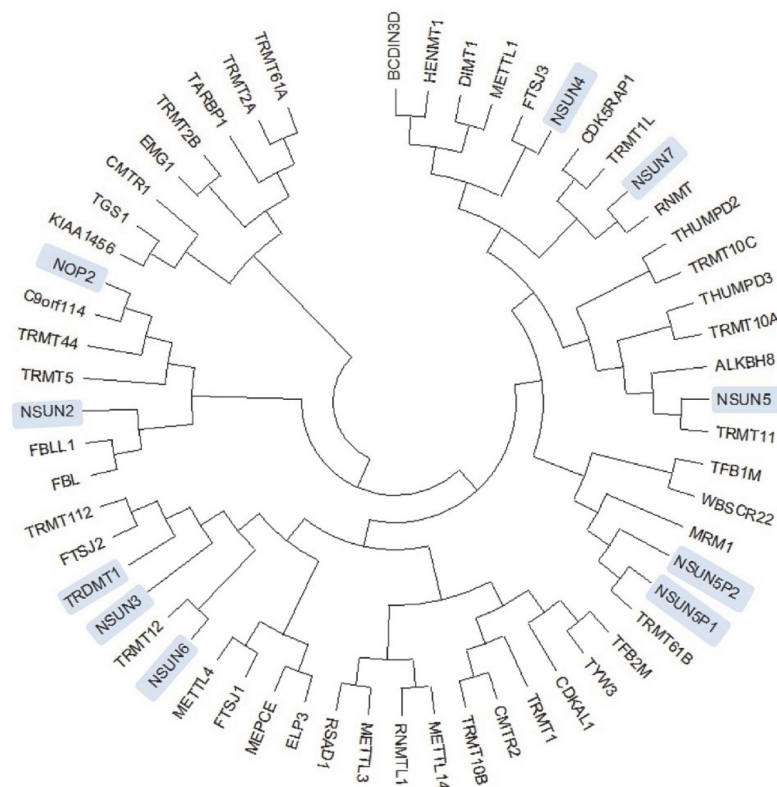 BCDIN3D
HENMT1
DIMT1
METTL1
FTSJ3
NSUN4
CDK5RAP1
TRMT1L
NSUN7
RNMT
THUMPD2
TRMT10C
THUMPD3
TRMT10A
ALKBH8
NSUN5
TRMT11
TFB1M
WBSCR22
MRM1
NSUN5P2
NSUN5P1
TRMT61B
TFB2M
TYW3
CDKAL1
TRMT1
CMTR2
TRMT10B
METTL14
RNMTL1
METTL3
RSAD1
ELP3
MEPCE
FTSJ1
METTL4
NSUN6
TRMT12
NSUN3
TRDMT1
FTSJ2
TRMT112
FBL
FBLL1
NSUN2
TRMT5
TRMT44
C9orf114
NOP2
KIAA1456
TGS1
CMTR1
EMG1
TRMT2B
TARBP1
TRMT2A
TRMT61A